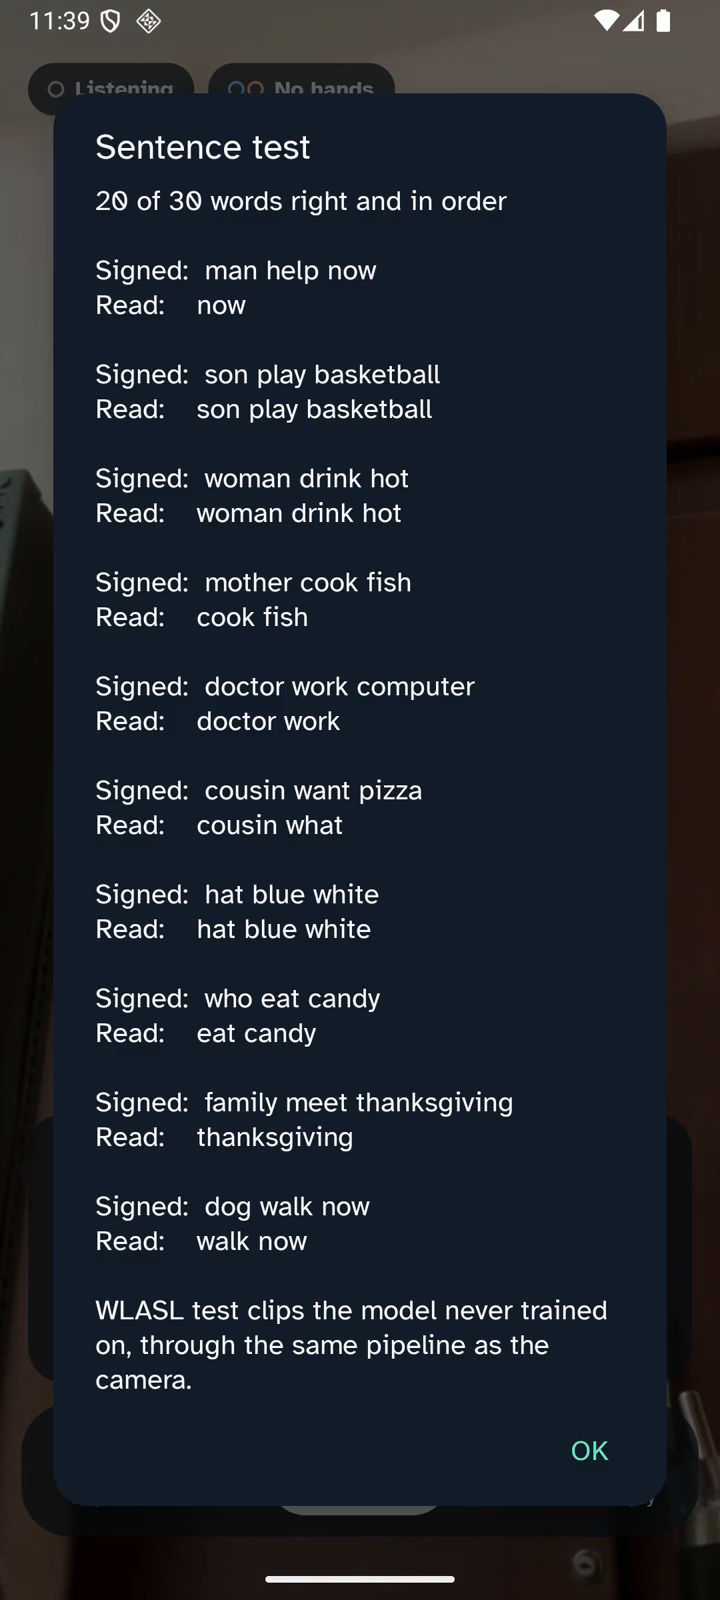 11:39
Listening No hands
Sentence test
20 of 30 words right and in order
Signed: man help now
Read: now
Signed: son play basketball
Read: son play basketball
Signed: woman drink hot
Read: woman drink hot
Signed: mother cook fish
Read: cook fish
Signed: doctor work computer
Read: doctor work
Signed: cousin want pizza
Read: cousin what
Signed: hat blue white
Read: hat blue white
Signed: who eat candy
Read: eat candy
Signed: family meet thanksgiving
Read: thanksgiving
Signed: dog walk now
Read: walk now
WLASL test clips the model never trained
on, through the same pipeline as the
camera.
OK